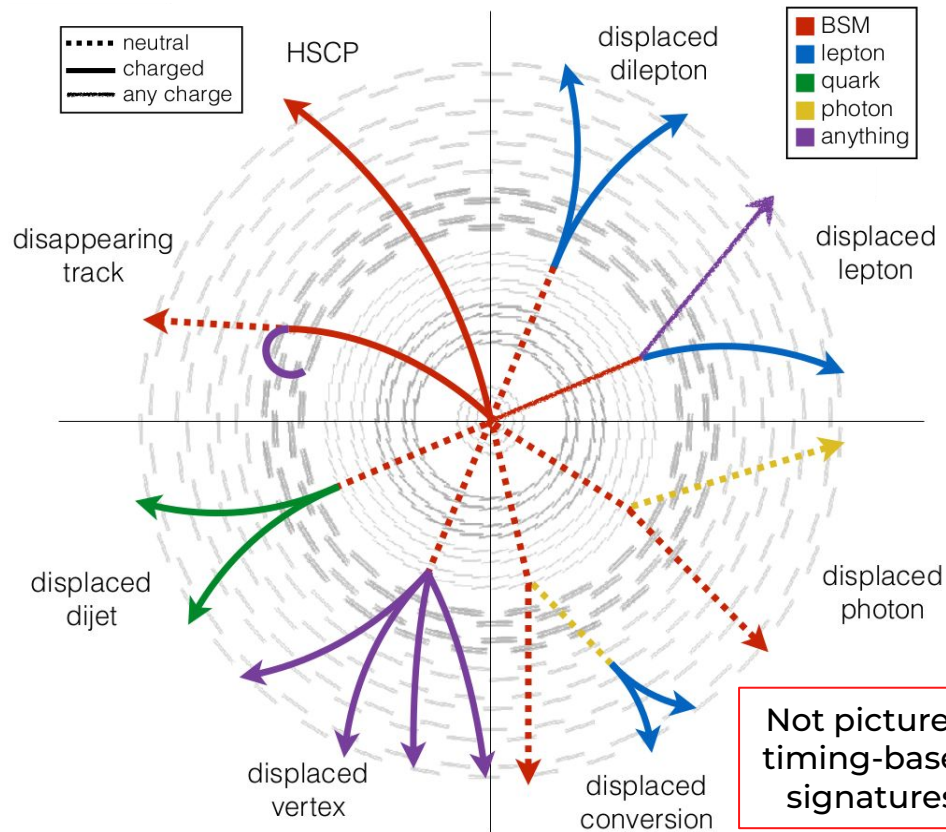 neutral
charged
any charge
HSCP
displaced
dilepton
BSM
lepton
quark
photon
anything
disappearing
track
displaced
lepton
displaced
dijet
displaced
photon
displaced
vertex
displaced
conversion
Not picture
timing-base
signatures